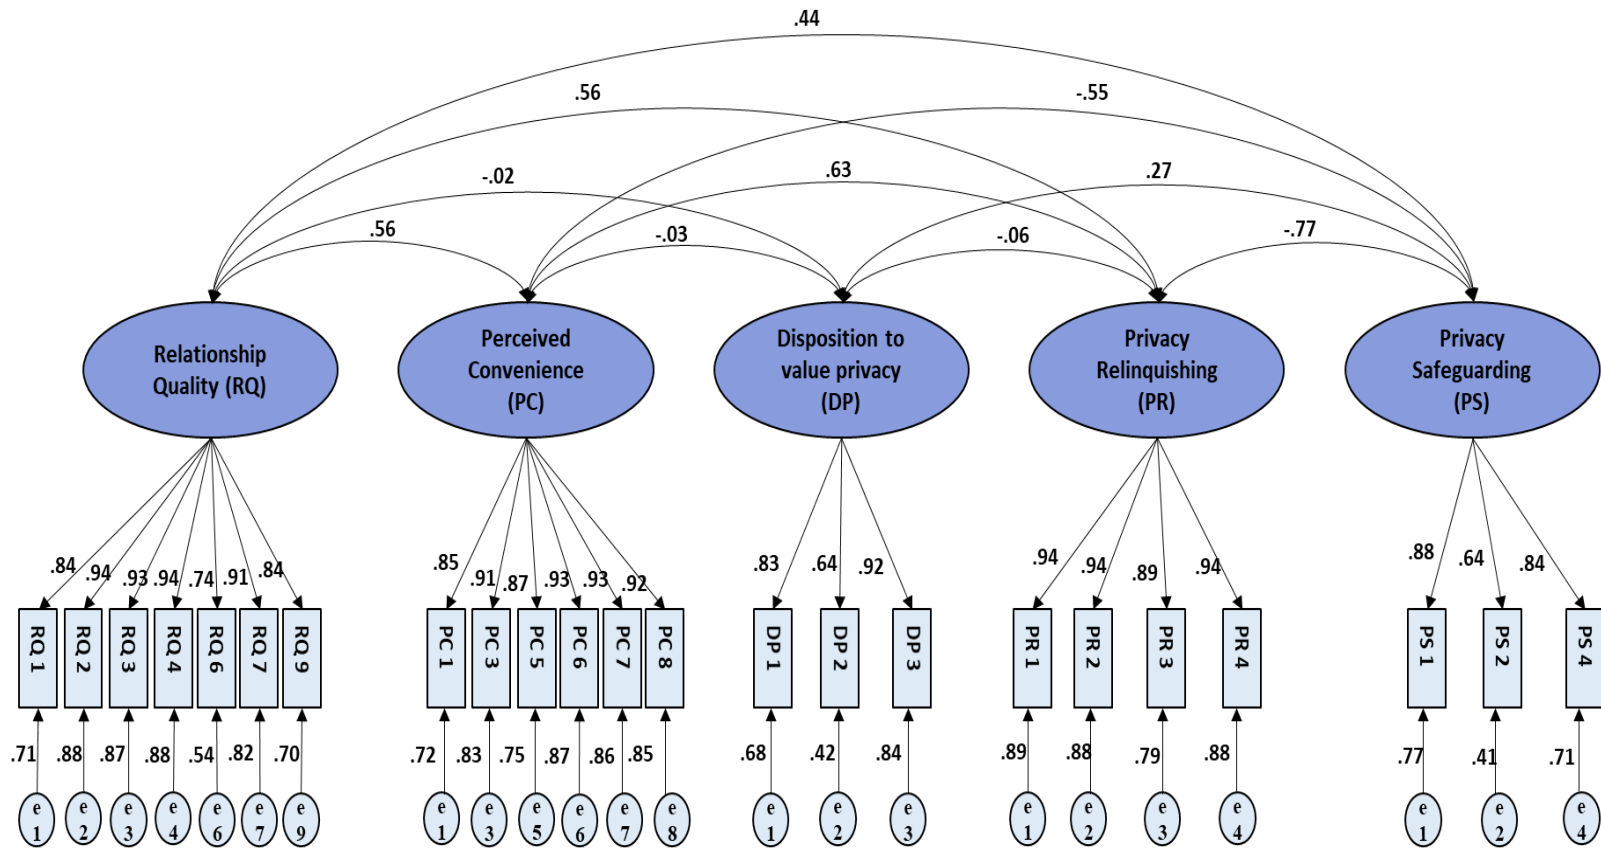 .44
.56
-.55
-.02
.63
.27
.56
-.03
-.06
-.77
Relationship
Quality (RQ)
Perceived
Convenience
(PC)
Disposition to
value privacy
(DP)
Privacy
Relinquishing
(PR)
Privacy
Safeguarding
(PS)
.84
.94
.93
.94
.74
.91
.84
.85
.91
.87
.93
.93
.92
.83
.64
.92
.94
.94
.89
.94
.88
.64
.84
RQ 1
RQ 2
RQ 3
RQ 4
RQ 6
RQ 7
RQ 9
PC 1
PC 3
PC 5
PC 6
PC 7
PC 8
DP 1
DP 2
DP 3
PR 1
PR 2
PR 3
PR 4
PS 1
PS 2
PS 4
.71
.88
.87
.88
.54
.82
.70
.72
.83
.75
.87
.86
.85
.68
.42
.84
.89
.88
.79
.88
.77
.41
.71
e
1
e
2
e
3
e
4
e
6
e
7
e
9
e
1
e
3
e
5
e
6
e
7
e
8
e
1
e
2
e
3
e
1
e
2
e
3
e
4
e
1
e
2
e
4